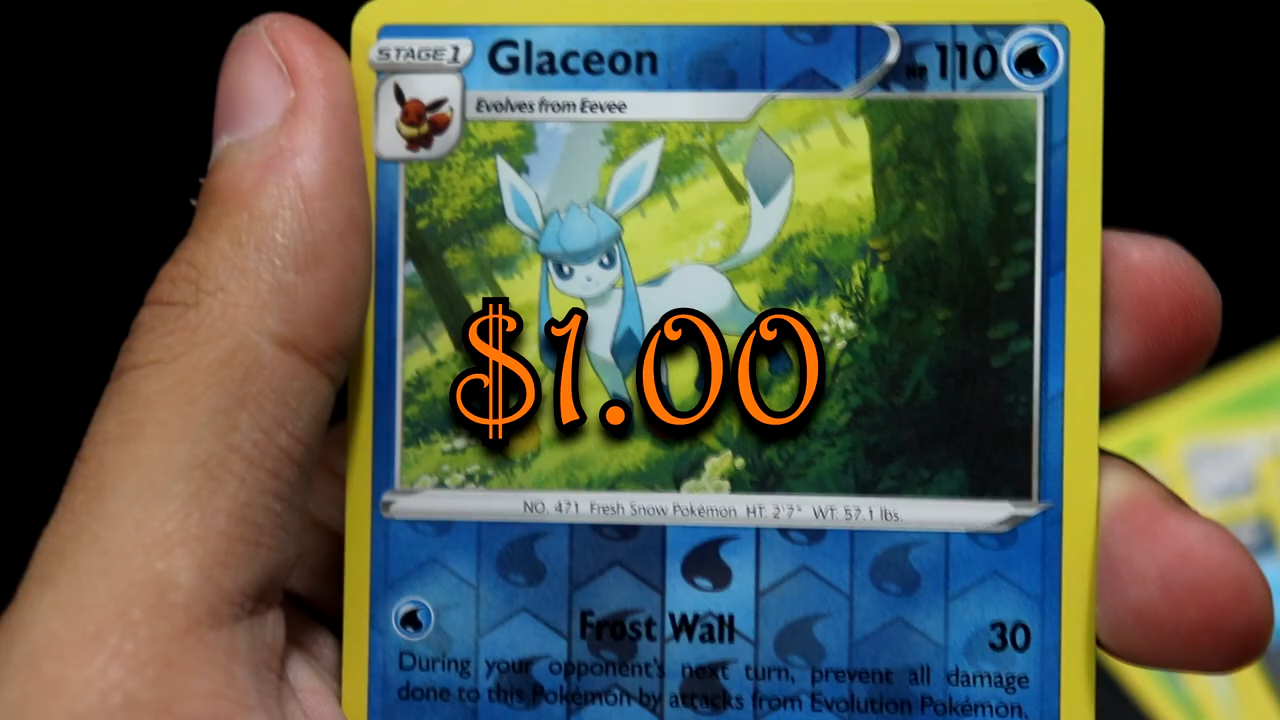 STAGE1 Glaceon HP 110
Evolves from Eevee
$1.00
NO. 471 Fresh Snow Pokémon HT: 2'7" WT: 57.1 lbs.
Frost Wall 30
During your opponent's next turn, prevent all damage
done to this Pokémon by attacks from Evolution Pokémon.